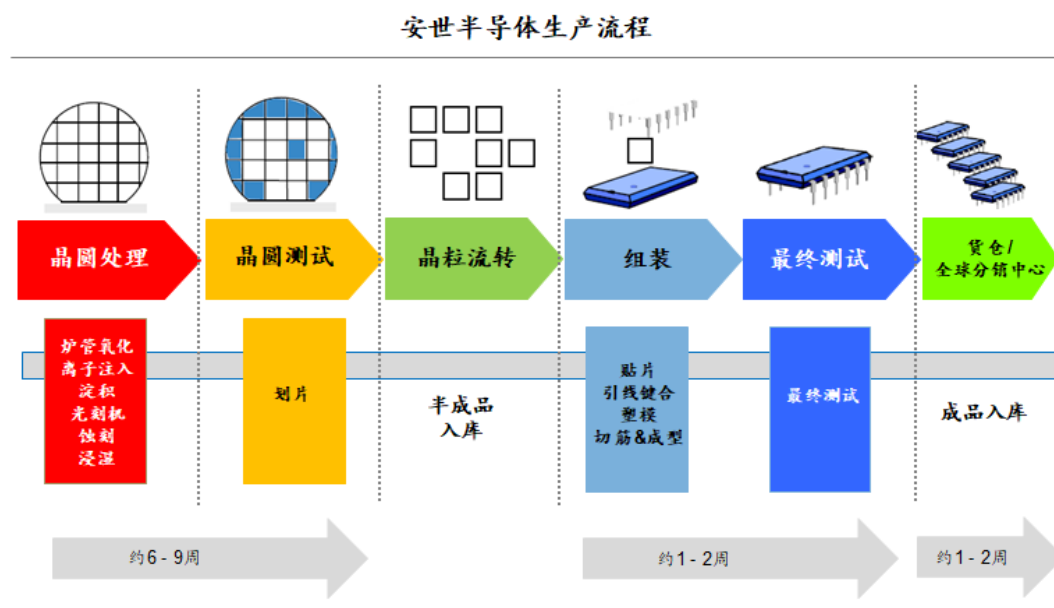 安世半导体生产流程
晶圆处理
晶圆测试
晶粒流转
组装
最终测试
货仓/
全球分销中心
炉管氧化
离子注入
淀积
光刻机
蚀刻
浸湿
划片
半成品
入库
贴片
引线键合
塑模
切筋&成型
最终测试
成品入库
约6-9周
约1-2周
约1-2周